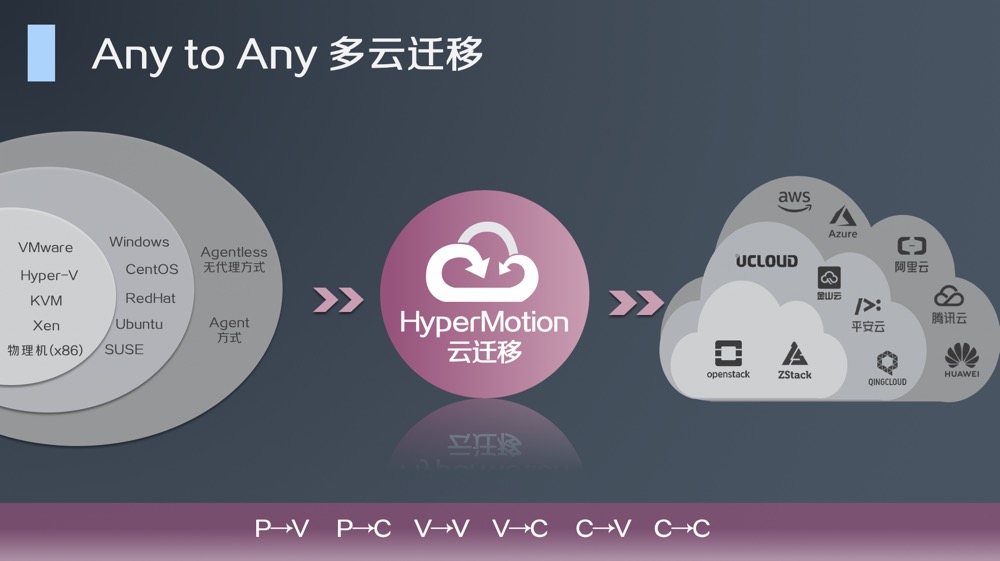 Any to Any 多云迁移
VMware
Hyper-V
KVM
Xen
物理机(x86)
Windows
CentOS
RedHat
Ubuntu
SUSE
Agentless
无代理方式
Agent
方式
HyperMotion
云迁移
aws
Azure
阿里云
腾讯云
HUAWEI
UCLOUD
金山云
平安云
QINGCLOUD
openstack
ZStack
P→V P→C V→V V→C C→V C→C